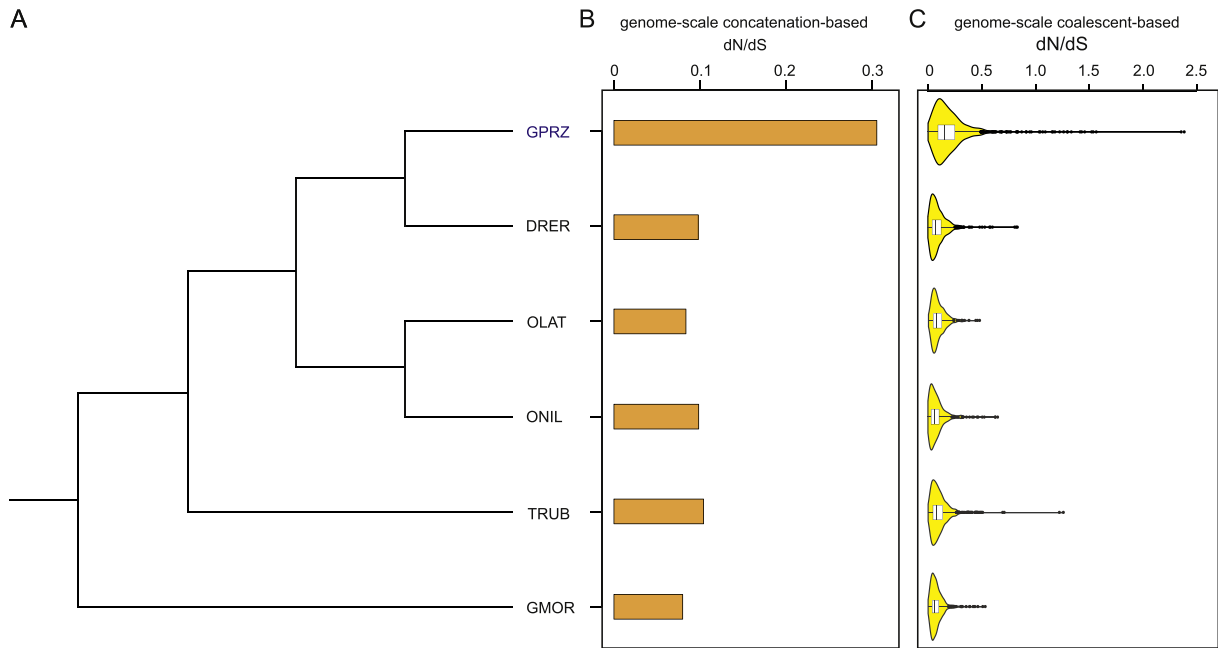 A
B
genome-scale concatenation-based
dN/dS
0 0.1 0.2 0.3
C
genome-scale coalescent-based
dN/dS
0 0.5 1.0 1.5 2.0 2.5
GPRZ
DRER
OLAT
ONIL
TRUB
GMOR